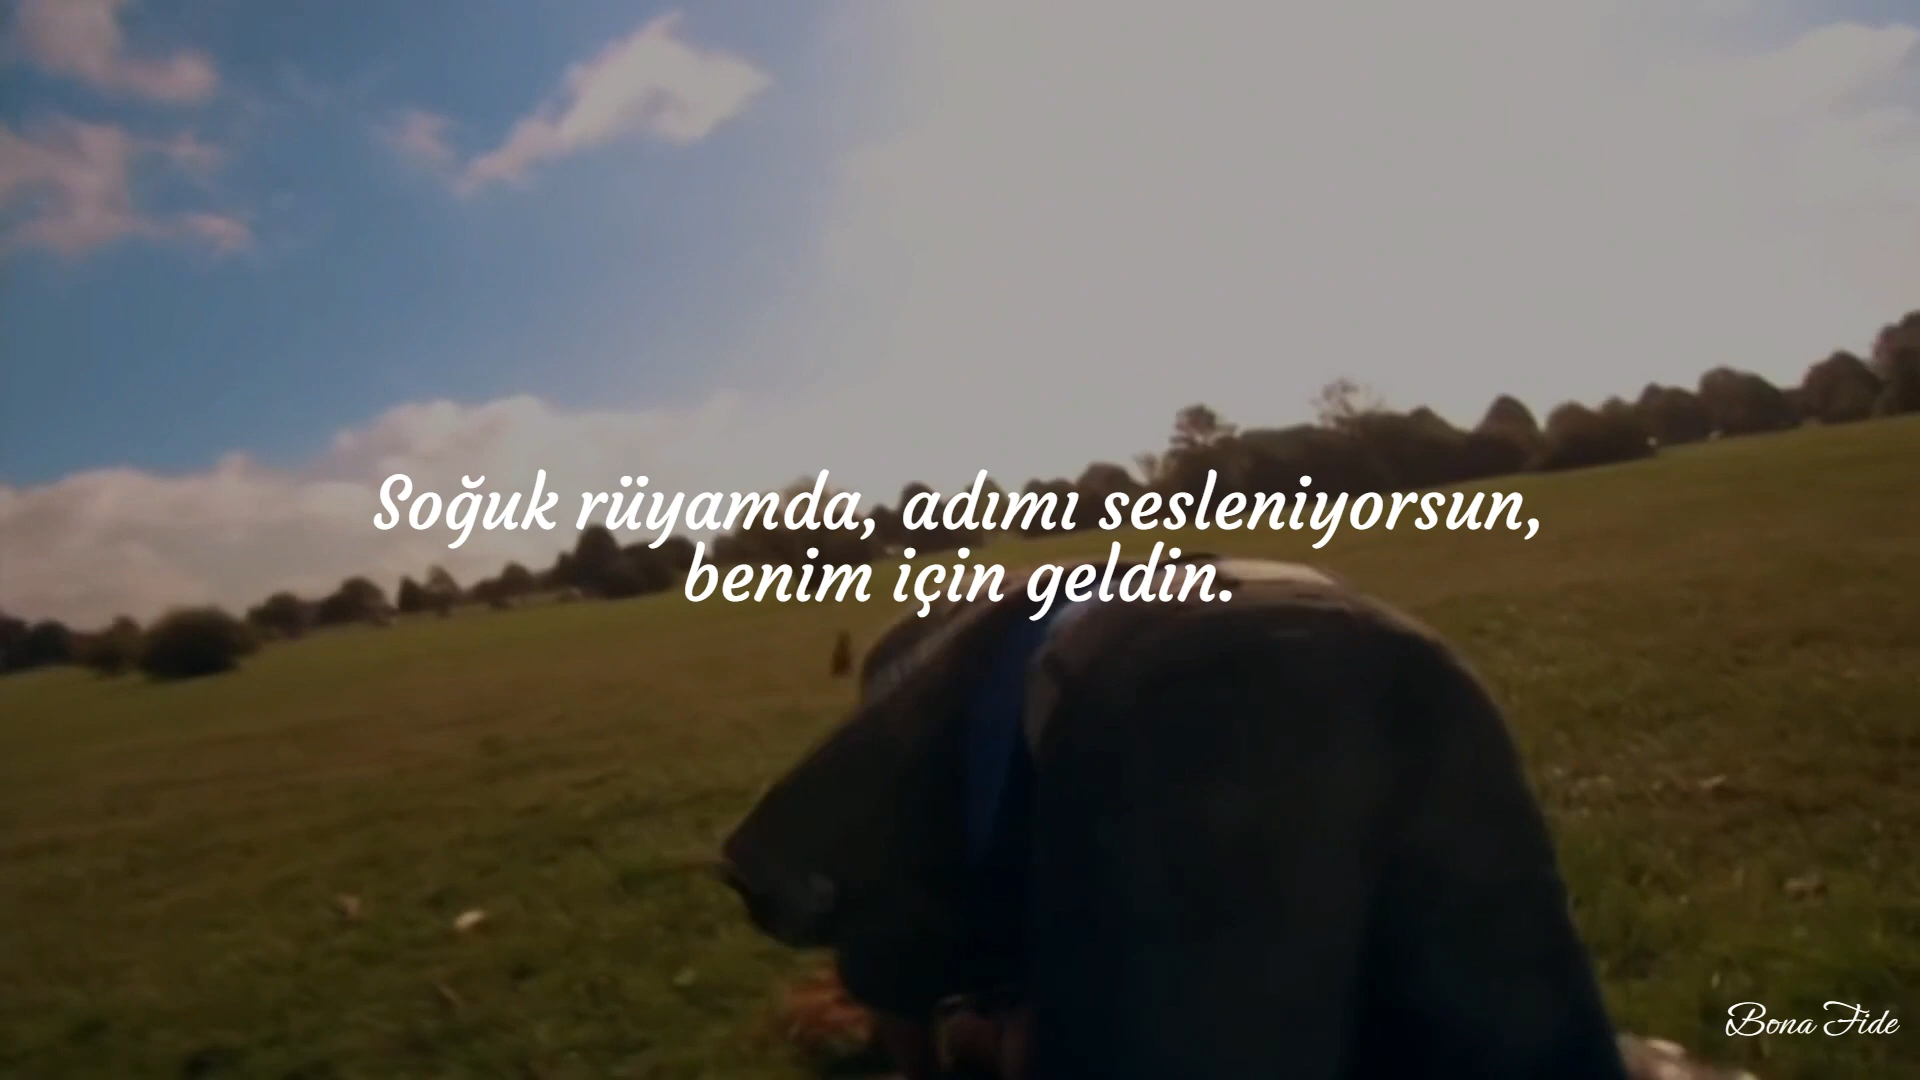 Soğuk rüyamda, adımı sesleniyorsun,
benim için geldin.
Bona Fide